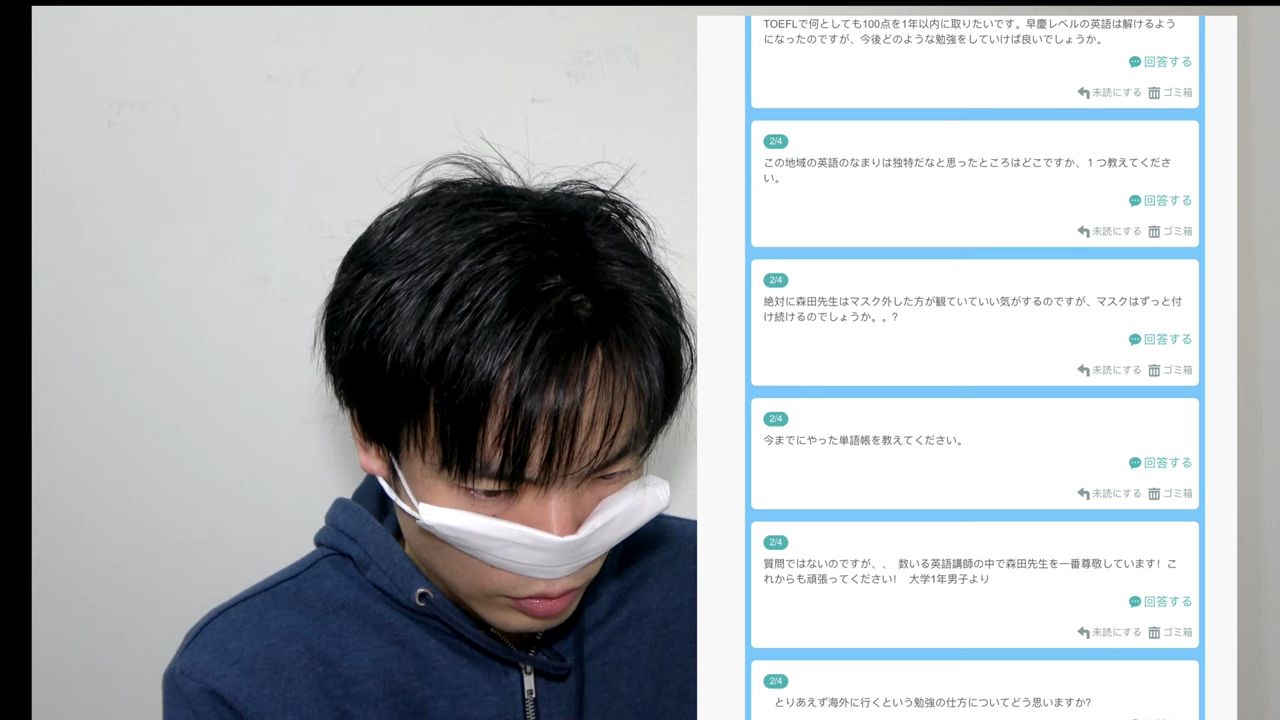 TOEFLで何としても100点を1年以内に取りたいです。早慶レベルの英語は解けるよう
になったのですが、今後どのような勉強をしていけば良いでしょうか。
回答する
未読にする ゴミ箱
2/4
この地域の英語のなまりは独特だなと思ったところはどこですか、１つ教えてくださ
い。
回答する
未読にする ゴミ箱
2/4
絶対に森田先生はマスク外した方が観ていていい気がするのですが、マスクはずっと付
け続けるのでしょうか。。?
回答する
未読にする ゴミ箱
2/4
今までにやった単語帳を教えてください。
回答する
未読にする ゴミ箱
2/4
質問ではないのですが、、 数いる英語講師の中で森田先生を一番尊敬しています! こ
れからも頑張ってください! 大学1年男子より
回答する
未読にする ゴミ箱
2/4
とりあえず海外に行くという勉強の仕方についてどう思いますか?